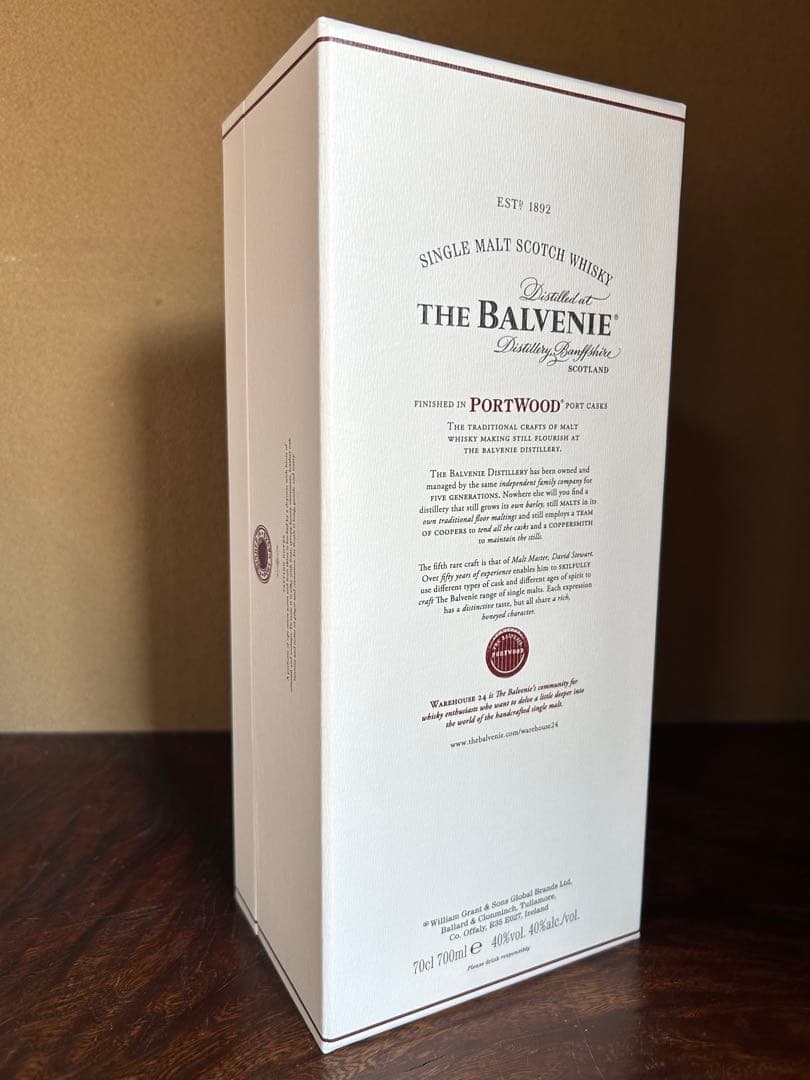 ESTD 1892
SINGLE MALT SCOTCH WHISKY
Distilled at
THE BALVENIE®
Distillery, Banffshire
SCOTLAND
FINISHED IN PORTWOOD® PORT CASKS
THE TRADITIONAL CRAFTS OF MALT
WHISKY MAKING STILL FLOURISH AT
THE BALVENIE DISTILLERY.
THE BALVENIE DISTILLERY has been owned and
managed by the same independent family company for
FIVE GENERATIONS. Nowhere else will you find a
distillery that still grows its own barley, still MALTS in its
own traditional floor maltings and still employs a TEAM
OF COOPERS to tend all the casks and a COPPERSMITH
to maintain the stills.
The fifth rare craft is that of Malt Master, David Stewart.
Over fifty years of experience enables him to SKILFULLY
use different types of cask and different ages of spirit to
craft The Balvenie range of single malts. Each expression
has a distinctive taste, but all share a rich,
honeyed character.
THE BALVENIE
PORTWOOD
WAREHOUSE 24 is The Balvenie's community for
whisky enthusiasts who want to delve a little deeper into
the world of the handcrafted single malt.
www.thebalvenie.com/warehouse24
® William Grant & Sons Global Brands Ltd,
Ballard & Clonminch, Tullamore,
Co. Offaly, R35 E027, Ireland
70cl 700ml e 40%vol. 40%alc./vol.
Please drink responsibly